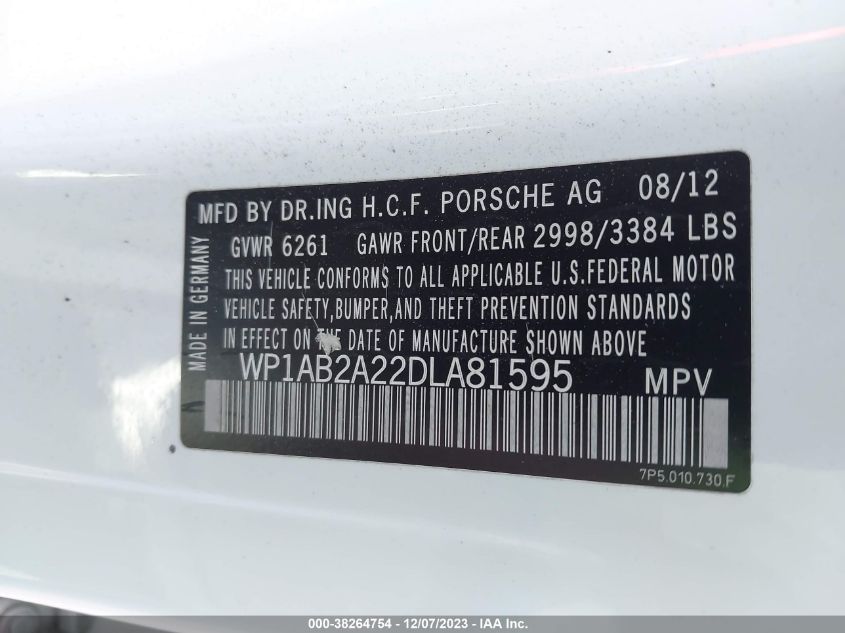 MFD BY DR.ING H.C.F. PORSCHE AG 08/12
GVWR 6261 GAWR FRONT/REAR 2998/3384 LBS
THIS VEHICLE CONFORMS TO ALL APPLICABLE U.S.FEDERAL MOTOR
VEHICLE SAFETY,BUMPER,AND THEFT PREVENTION STANDARDS
IN EFFECT ON THE DATE OF MANUFACTURE SHOWN ABOVE
MADE IN GERMANY
WP1AB2A22DLA81595 MPV
7P5.010.730.F
000-38264754 - 12/07/2023 - IAA Inc.